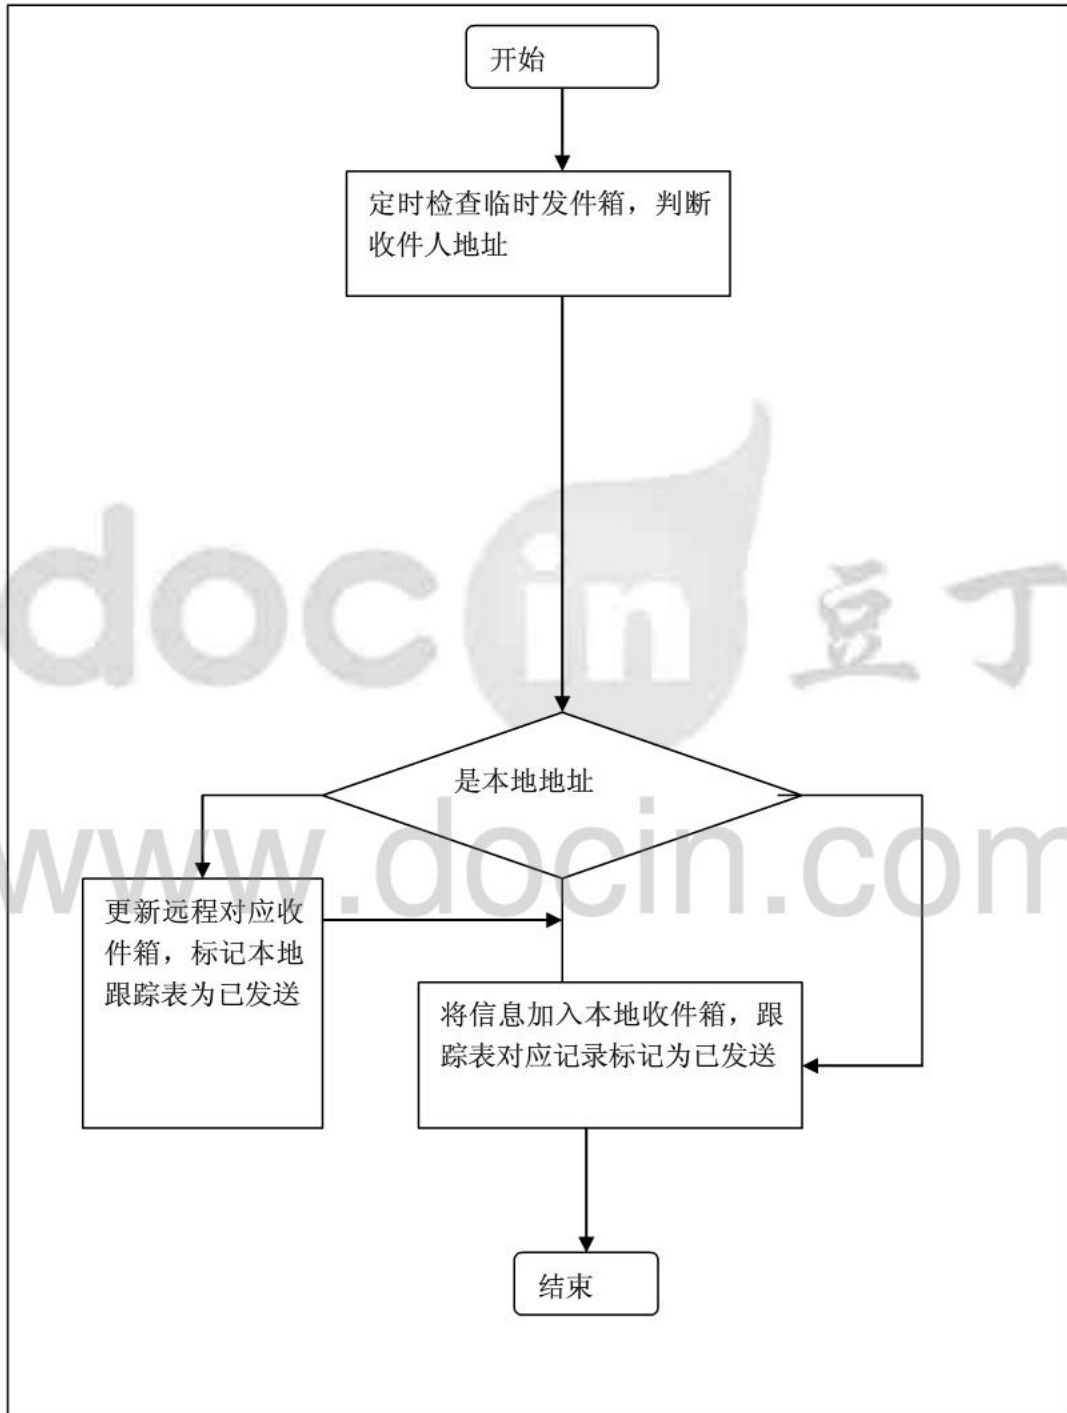 开始
定时检查临时发件箱，判断
收件人地址
docin 豆丁
是本地地址
www.docin.com
更新远程对应收
件箱，标记本地
跟踪表为已发送
将信息加入本地收件箱，跟
踪表对应记录标记为已发送
结束